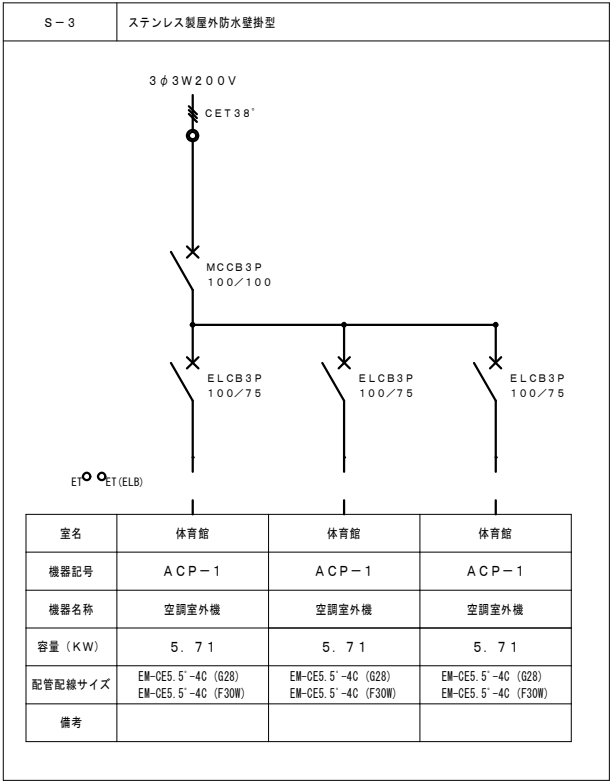 S－3 ステンレス製屋外防水壁掛型
3φ3W200V
CET38°
MCCB3P
100／100
ELCB3P ELCB3P ELCB3P
100／75 100／75 100／75
ET ET(ELB)
室名 体育館 体育館 体育館
機器記号 ACP－1 ACP－1 ACP－1
機器名称 空調室外機 空調室外機 空調室外機
容量（KW） 5．71 5．71 5．71
配管配線サイズ EM-CE5.5°-4C (G28) EM-CE5.5°-4C (G28) EM-CE5.5°-4C (G28)
EM-CE5.5°-4C (F30W) EM-CE5.5°-4C (F30W) EM-CE5.5°-4C (F30W)
備考